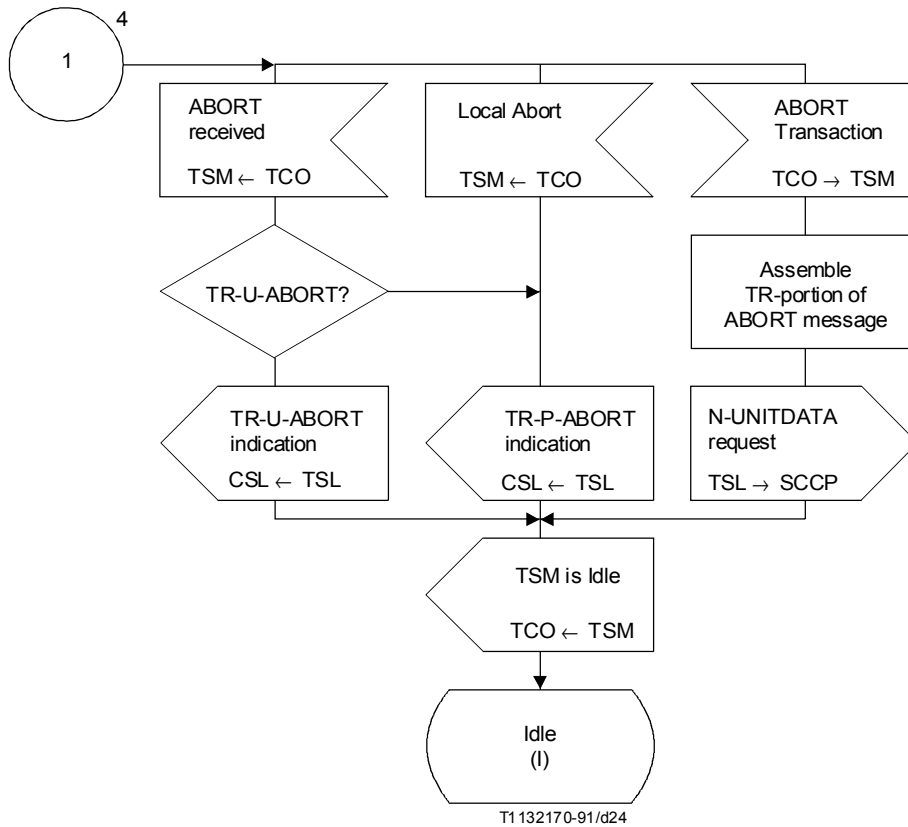 4
1
ABORT
received
TSM ← TCO
Local Abort
TSM ← TCO
ABORT
Transaction
TCO → TSM
TR-U-ABORT?
Assemble
TR-portion of
ABORT message
TR-U-ABORT
indication
CSL ← TSL
TR-P-ABORT
indication
CSL ← TSL
N-UNITDATA
request
TSL → SCCP
TSM is Idle
TCO ← TSM
Idle
(I)
T1132170-91/d24